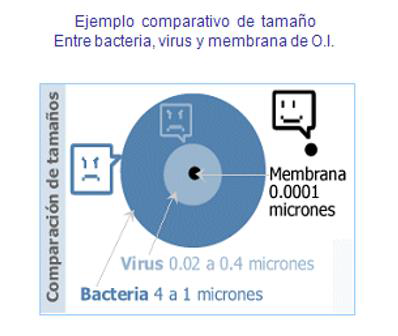 Ejemplo comparativo de tamaño
Entre bacteria, virus y membrana de O.I.
Comparación de tamaños
Membrana
0.0001
micrones
Virus 0.02 a 0.4 micrones
Bacteria 4 a 1 micrones